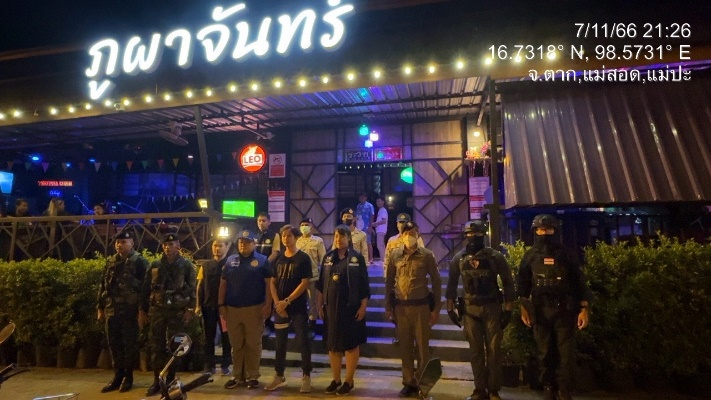 ภูผาจันทร์
7/11/66 21:26
16.7318° N, 98.5731° E
จ.ตาก,แม่สอด,แม่ปะ
LEO